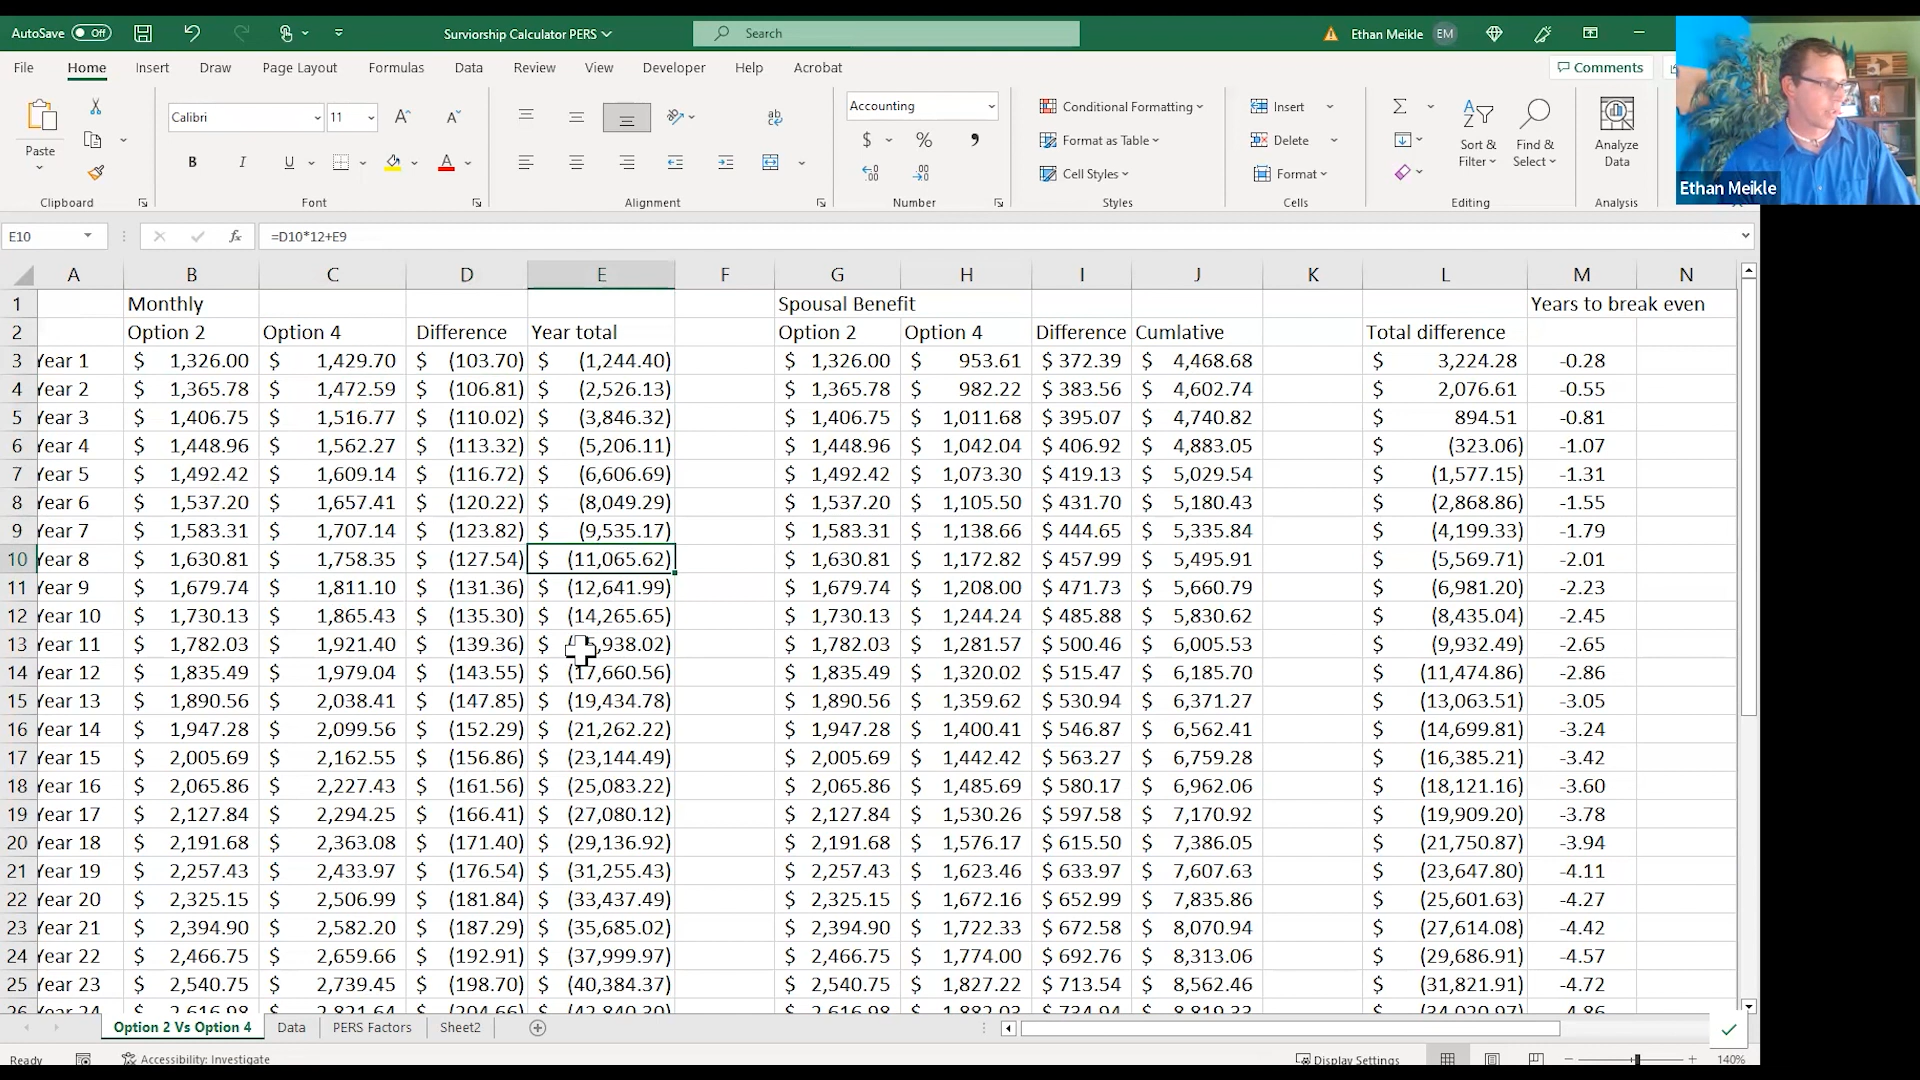 AutoSave Off Surviorship Calculator PERS Search Ethan Meikle EM
File Home Insert Draw Page Layout Formulas Data Review View Developer Help Acrobat Comments
Ethan Meikle
Paste
Clipboard
Calibri 11
B I U A
Font
Alignment
Accounting
$ % 9
Number
Conditional Formatting
Format as Table
Cell Styles
Styles
Insert
Delete
Format
Cells
Sort & Filter
Find & Select
Editing
Analyze Data
Analysis
E10 fx =D10*12+E9
A B C D E F G H I J K L M N
1 Monthly Spousal Benefit Years to break even
2 Option 2 Option 4 Difference Year total Option 2 Option 4 Difference Cumlative Total difference
3 Year 1 $ 1,326.00 $ 1,429.70 $ (103.70) $ (1,244.40) $ 1,326.00 $ 953.61 $ 372.39 $ 4,468.68 $ 3,224.28 -0.28
4 Year 2 $ 1,365.78 $ 1,472.59 $ (106.81) $ (2,526.13) $ 1,365.78 $ 982.22 $ 383.56 $ 4,602.74 $ 2,076.61 -0.55
5 Year 3 $ 1,406.75 $ 1,516.77 $ (110.02) $ (3,846.32) $ 1,406.75 $ 1,011.68 $ 395.07 $ 4,740.82 $ 894.51 -0.81
6 Year 4 $ 1,448.96 $ 1,562.27 $ (113.32) $ (5,206.11) $ 1,448.96 $ 1,042.04 $ 406.92 $ 4,883.05 $ (323.06) -1.07
7 Year 5 $ 1,492.42 $ 1,609.14 $ (116.72) $ (6,606.69) $ 1,492.42 $ 1,073.30 $ 419.13 $ 5,029.54 $ (1,577.15) -1.31
8 Year 6 $ 1,537.20 $ 1,657.41 $ (120.22) $ (8,049.29) $ 1,537.20 $ 1,105.50 $ 431.70 $ 5,180.43 $ (2,868.86) -1.55
9 Year 7 $ 1,583.31 $ 1,707.14 $ (123.82) $ (9,535.17) $ 1,583.31 $ 1,138.66 $ 444.65 $ 5,335.84 $ (4,199.33) -1.79
10 Year 8 $ 1,630.81 $ 1,758.35 $ (127.54) $ (11,065.62) $ 1,630.81 $ 1,172.82 $ 457.99 $ 5,495.91 $ (5,569.71) -2.01
11 Year 9 $ 1,679.74 $ 1,811.10 $ (131.36) $ (12,641.99) $ 1,679.74 $ 1,208.00 $ 471.73 $ 5,660.79 $ (6,981.20) -2.23
12 Year 10 $ 1,730.13 $ 1,865.43 $ (135.30) $ (14,265.65) $ 1,730.13 $ 1,244.24 $ 485.88 $ 5,830.62 $ (8,435.04) -2.45
13 Year 11 $ 1,782.03 $ 1,921.40 $ (139.36) $ 1,782.03 $ 1,281.57 $ 500.46 $ 6,005.53 $ (9,932.49) -2.65
14 Year 12 $ 1,835.49 $ 1,979.04 $ (143.55) $ (17,660.56) $ 1,835.49 $ 1,320.02 $ 515.47 $ 6,185.70 $ (11,474.86) -2.86
15 Year 13 $ 1,890.56 $ 2,038.41 $ (147.85) $ (19,434.78) $ 1,890.56 $ 1,359.62 $ 530.94 $ 6,371.27 $ (13,063.51) -3.05
16 Year 14 $ 1,947.28 $ 2,099.56 $ (152.29) $ (21,262.22) $ 1,947.28 $ 1,400.41 $ 546.87 $ 6,562.41 $ (14,699.81) -3.24
17 Year 15 $ 2,005.69 $ 2,162.55 $ (156.86) $ (23,144.49) $ 2,005.69 $ 1,442.42 $ 563.27 $ 6,759.28 $ (16,385.21) -3.42
18 Year 16 $ 2,065.86 $ 2,227.43 $ (161.56) $ (25,083.22) $ 2,065.86 $ 1,485.69 $ 580.17 $ 6,962.06 $ (18,121.16) -3.60
19 Year 17 $ 2,127.84 $ 2,294.25 $ (166.41) $ (27,080.12) $ 2,127.84 $ 1,530.26 $ 597.58 $ 7,170.92 $ (19,909.20) -3.78
20 Year 18 $ 2,191.68 $ 2,363.08 $ (171.40) $ (29,136.92) $ 2,191.68 $ 1,576.17 $ 615.50 $ 7,386.05 $ (21,750.87) -3.94
21 Year 19 $ 2,257.43 $ 2,433.97 $ (176.54) $ (31,255.43) $ 2,257.43 $ 1,623.46 $ 633.97 $ 7,607.63 $ (23,647.80) -4.11
22 Year 20 $ 2,325.15 $ 2,506.99 $ (181.84) $ (33,437.49) $ 2,325.15 $ 1,672.16 $ 652.99 $ 7,835.86 $ (25,601.63) -4.27
23 Year 21 $ 2,394.90 $ 2,582.20 $ (187.29) $ (35,685.02) $ 2,394.90 $ 1,722.33 $ 672.58 $ 8,070.94 $ (27,614.08) -4.42
24 Year 22 $ 2,466.75 $ 2,659.66 $ (192.91) $ (37,999.97) $ 2,466.75 $ 1,774.00 $ 692.76 $ 8,313.06 $ (29,686.91) -4.57
25 Year 23 $ 2,540.75 $ 2,739.45 $ (198.70) $ (40,384.37) $ 2,540.75 $ 1,827.22 $ 713.54 $ 8,562.46 $ (31,821.91) -4.72
Option 2 Vs Option 4 Data PERS Factors Sheet2
Ready Accessibility: Investigate Display Settings 140%